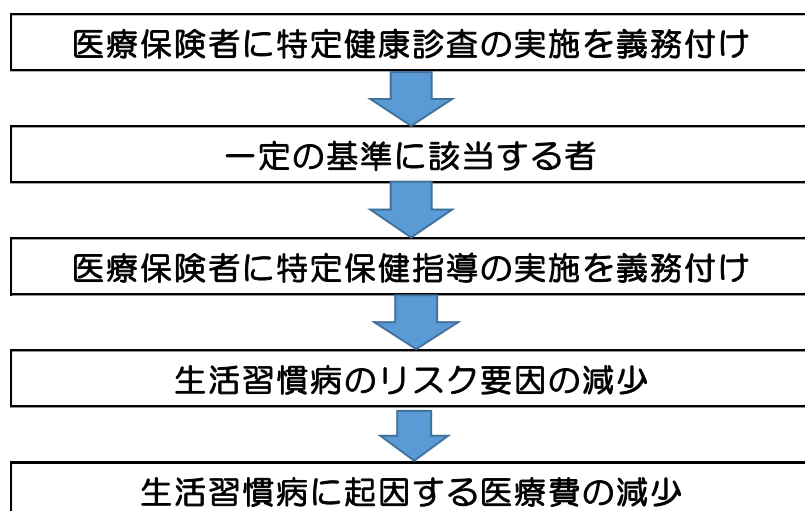 医療保険者に特定健康診査の実施を義務付け
一定の基準に該当する者
医療保険者に特定保健指導の実施を義務付け
生活習慣病のリスク要因の減少
生活習慣病に起因する医療費の減少